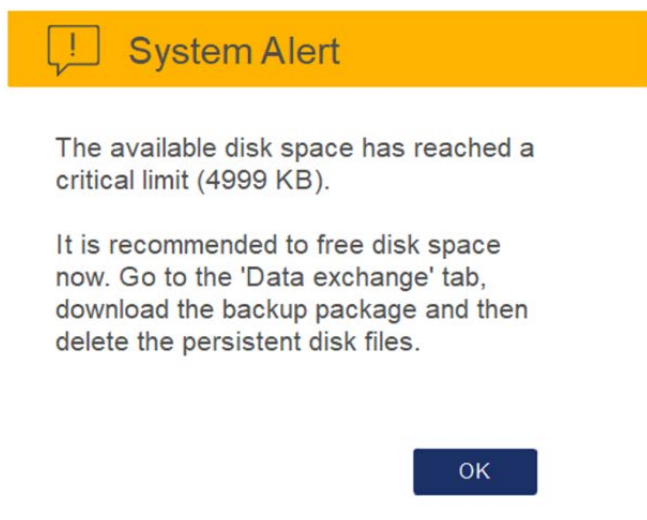 System Alert
The available disk space has reached a
critical limit (4999 KB).
It is recommended to free disk space
now. Go to the 'Data exchange' tab,
download the backup package and then
delete the persistent disk files.
OK